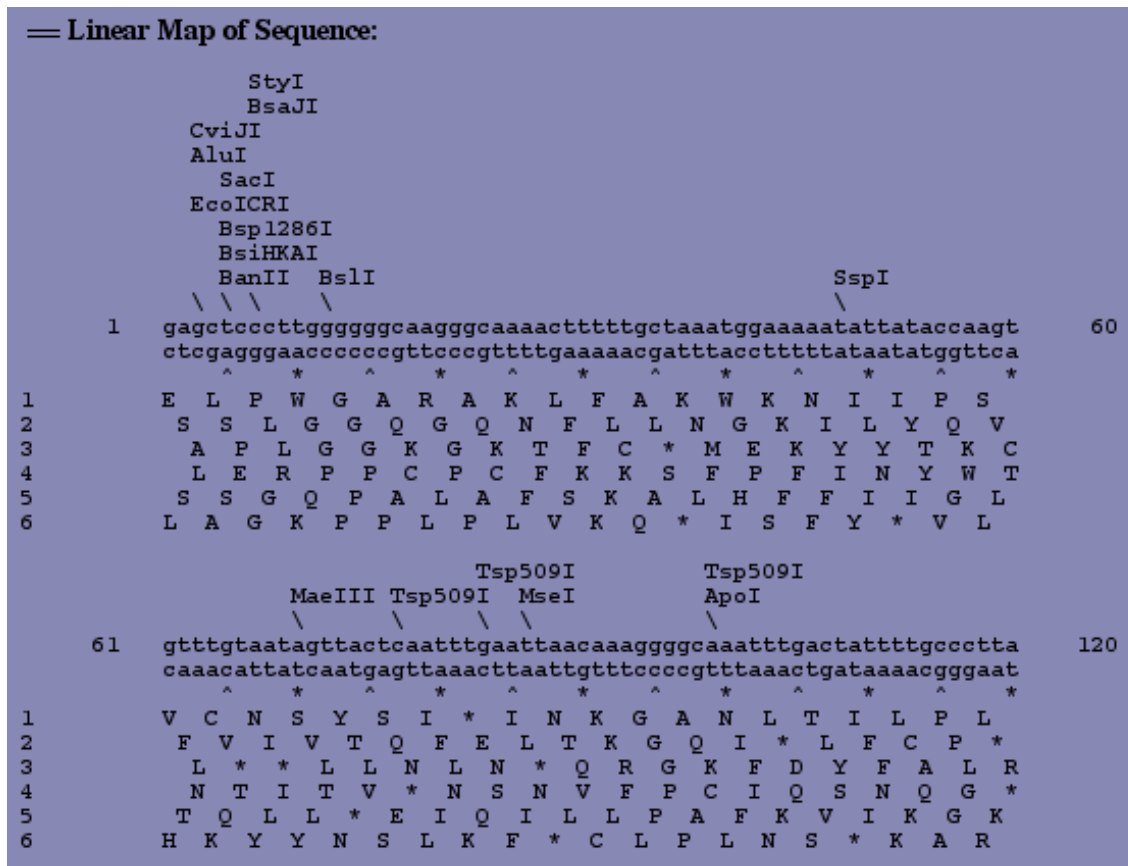 == Linear Map of Sequence:
StyI
BsaJI
CviJI
AluI
SacI
EcoICRI
Bsp1286I
BsiHKAI
BanII BslI SspI
\ \ \ \ \
1 gagctcccttggggggcaagggcaaaactttttgctaaatggaaaaatattataccaagt 60
ctcgagggaaccccccgttcccgttttgaaaaacgatttacctttttataatatggttca
^ * ^ * ^ * ^ * ^ * ^ *
1 E L P W G A R A K L F A K W K N I I P S
2 S S L G G Q G Q N F L L N G K I L Y Q V
3 A P L G G K G K T F C * M E K Y Y T K C
4 L E R P P C P C F K K S F P F I N Y W T
5 S S G Q P A L A F S K A L H F F I I G L
6 L A G K P P L P L V K Q * I S F Y * V L
Tsp509I Tsp509I
MaeIII Tsp509I MseI ApoI
\ \ \ \ \
61 gtttgtaatagttactcaatttgaattaacaaaggggcaaatttgactattttgccctta 120
caaacattatcaatgagttaaacttaattgtttccccgtttaaactgataaaacgggaat
^ * ^ * ^ * ^ * ^ * ^ *
1 V C N S Y S I * I N K G A N L T I L P L
2 F V I V T Q F E L T K G Q I * L F C P *
3 L * * L L N L N * Q R G K F D Y F A L R
4 N T I T V * N S N V F P C I Q S N Q G *
5 T Q L L * E I Q I L L P A F K V I K G K
6 H K Y Y N S L K F * C L P L N S * K A R